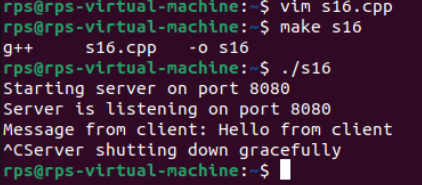 rps@rps-virtual-machine:~$ vim s16.cpp
rps@rps-virtual-machine:~$ make s16
g++     s16.cpp   -o s16
rps@rps-virtual-machine:~$ ./s16
Starting server on port 8080
Server is listening on port 8080
Message from client: Hello from client
^CServer shutting down gracefully
rps@rps-virtual-machine:~$